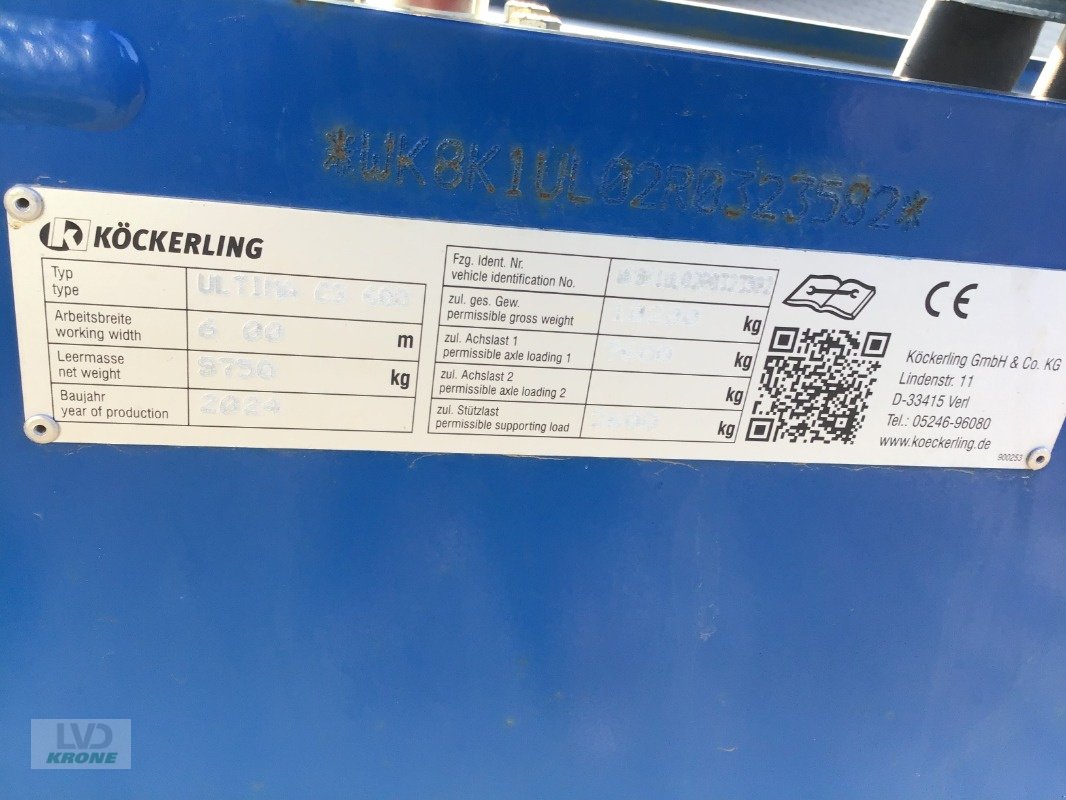 *WK8K1UL02R0323582*
KÖCKERLING
Typ
type
ULTIMA CS 600
Arbeitsbreite
working width
6 00
m
Leermasse
net weight
8750
kg
Baujahr
year of production
2024
Fzg. Ident. Nr.
vehicle identification No.
zul. ges. Gew.
permissible gross weight
kg
zul. Achslast 1
permissible axle loading 1
kg
zul. Achslast 2
permissible axle loading 2
kg
zul. Stützlast
permissible supporting load
kg
CE
Köckerling GmbH & Co. KG
Lindenstr. 11
D-33415 Verl
Tel.: 05246-96080
www.koeckerling.de
900253
LVD
KRONE